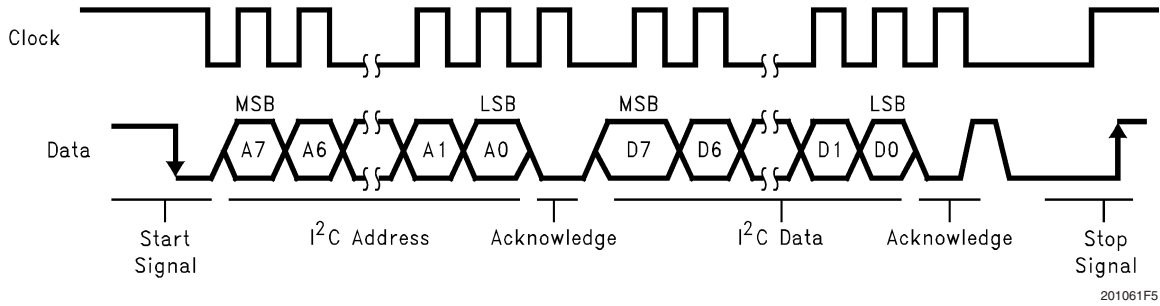 Clock
MSB LSB MSB LSB
Data A7 A6 A1 A0 D7 D6 D1 D0
Start Signal
I²C Address
Acknowledge
I²C Data
Acknowledge
Stop Signal
201061F5